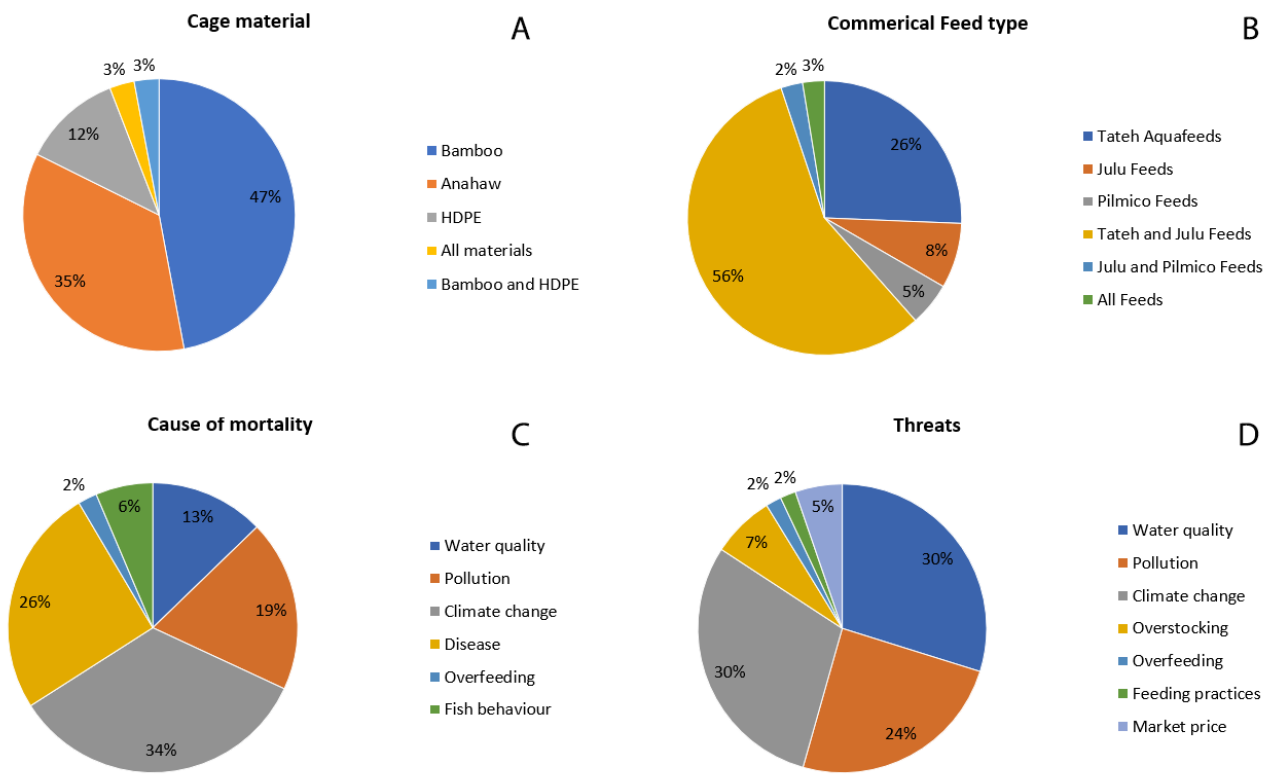 Cage material
A
3%
3%
12%
47%
35%
Bamboo
Anahaw
HDPE
All materials
Bamboo and HDPE
Commerical Feed type
B
2%
3%
26%
8%
5%
56%
Tateh Aquafeeds
Julu Feeds
Pilmico Feeds
Tateh and Julu Feeds
Julu and Pilmico Feeds
All Feeds
Cause of mortality
C
2%
6%
13%
26%
19%
34%
Water quality
Pollution
Climate change
Disease
Overfeeding
Fish behaviour
Threats
D
2%
2%
5%
7%
30%
30%
24%
Water quality
Pollution
Climate change
Overstocking
Overfeeding
Feeding practices
Market price